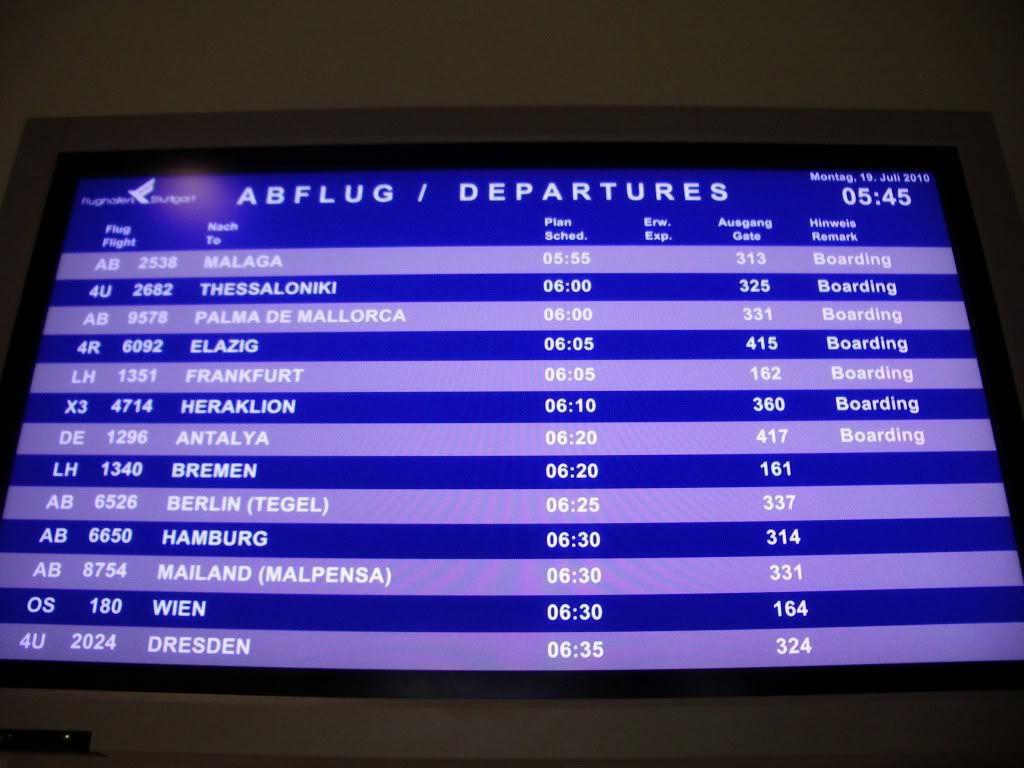 Flughafen Stuttgart
ABFLUG / DEPARTURES
Montag, 19. Juli 2010
05:45
Flug Nach Plan Erw. Ausgang Hinweis
Flight To Sched. Exp. Gate Remark
AB 2538 MALAGA 05:55 313 Boarding
4U 2682 THESSALONIKI 06:00 325 Boarding
AB 9578 PALMA DE MALLORCA 06:00 331 Boarding
4R 6092 ELAZIG 06:05 415 Boarding
LH 1351 FRANKFURT 06:05 162 Boarding
X3 4714 HERAKLION 06:10 360 Boarding
DE 1296 ANTALYA 06:20 417 Boarding
LH 1340 BREMEN 06:20 161
AB 6526 BERLIN (TEGEL) 06:25 337
AB 6650 HAMBURG 06:30 314
AB 8754 MAILAND (MALPENSA) 06:30 331
OS 180 WIEN 06:30 164
4U 2024 DRESDEN 06:35 324